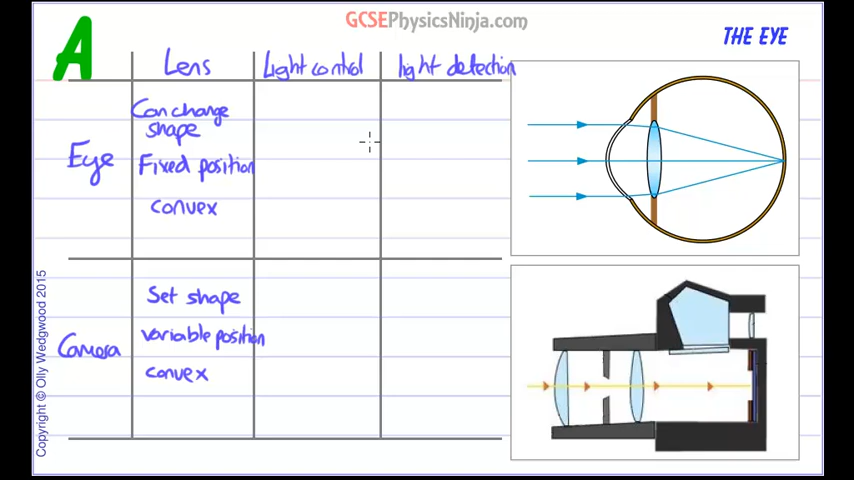 GCSEPhysicsNinja.com
THE EYE
A
Lens
Light control
light detection
Eye
Can change
shape
Fixed position
convex
Camera
Set shape
variable position
convex
Copyright © Olly Wedgwood 2015